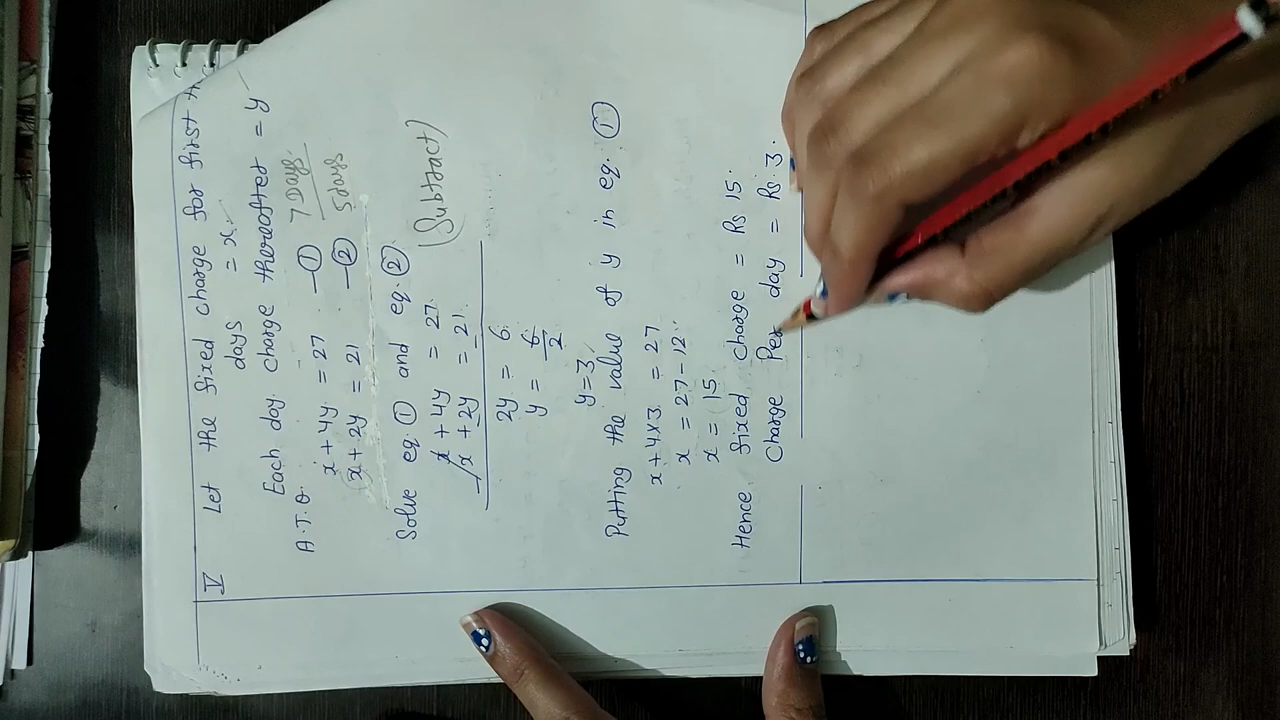 V Let the fixed charge for first
days = x.
Each day charge thereafter = y
A.T.Q.
x + 4y = 27 —① 7 Days.
x + 2y = 21 —② 5 days
Solve eq ① and eq. ②.
x + 4y = 27.
x + 2y = 21. (Subtract)
- - -
2y = 6.
y = 6/2
y = 3
Putting the value of y in eq. ①
x + 4 x 3 = 27
x = 27 - 12
x = 15.
Hence fixed charge = Rs 15.
Charge Per day = Rs 3.